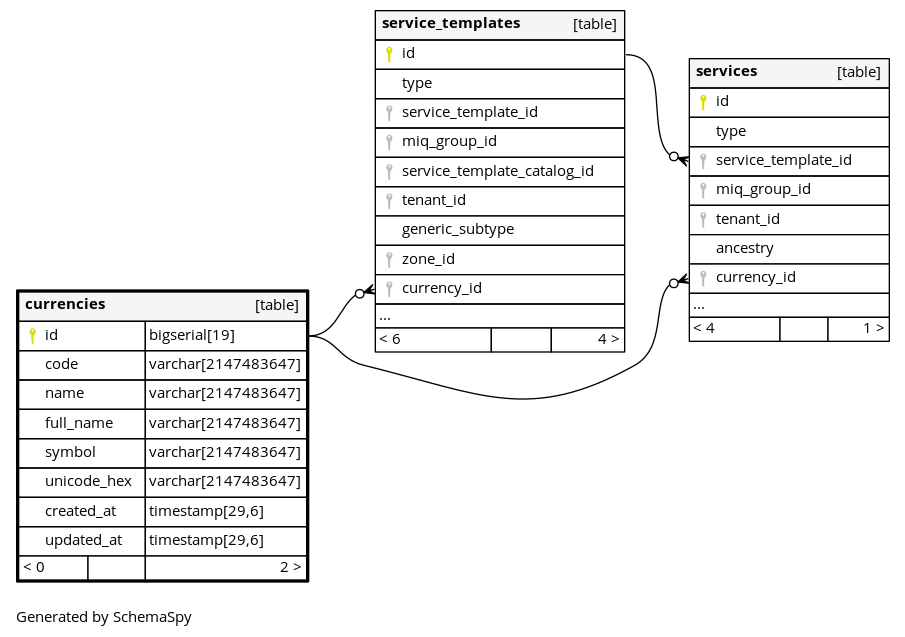 service_templates [table]
id
type
service_template_id
miq_group_id
service_template_catalog_id
tenant_id
generic_subtype
zone_id
currency_id
...
< 6 4 >
services [table]
id
type
service_template_id
miq_group_id
tenant_id
ancestry
currency_id
...
< 4 1 >
currencies [table]
id bigserial[19]
code varchar[2147483647]
name varchar[2147483647]
full_name varchar[2147483647]
symbol varchar[2147483647]
unicode_hex varchar[2147483647]
created_at timestamp[29,6]
updated_at timestamp[29,6]
< 0 2 >
Generated by SchemaSpy